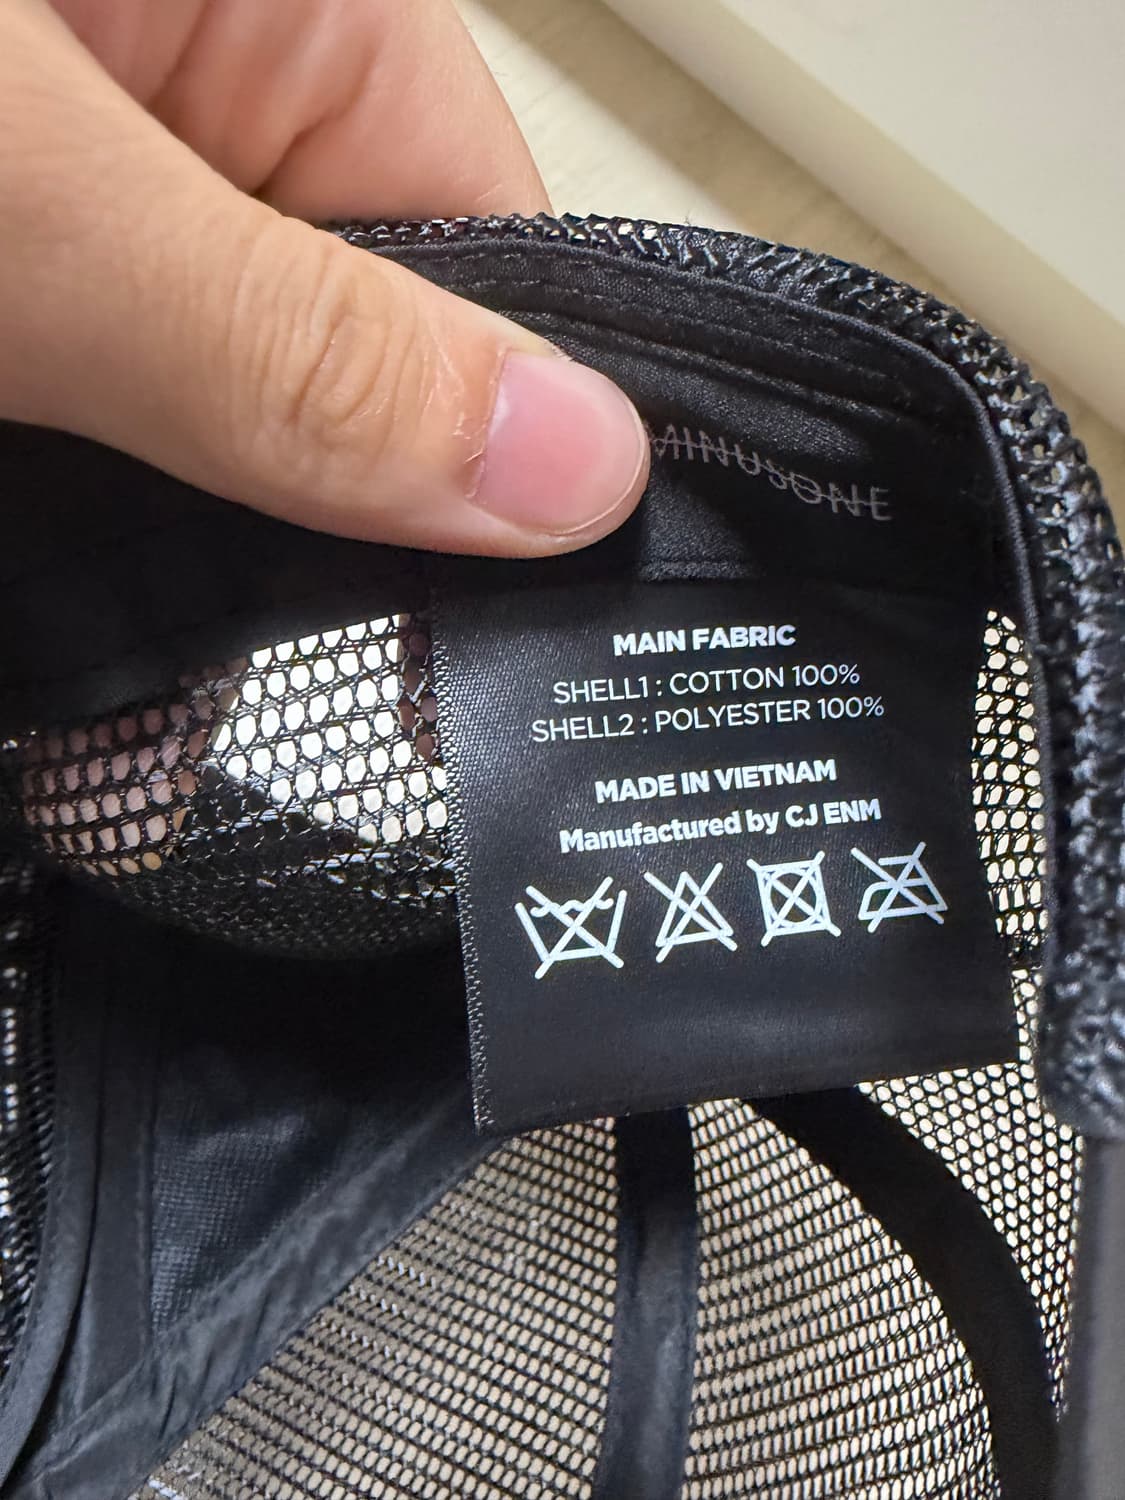 MINUSONE
MAIN FABRIC
SHELL1 : COTTON 100%
SHELL2 : POLYESTER 100%
MADE IN VIETNAM
Manufactured by CJ ENM